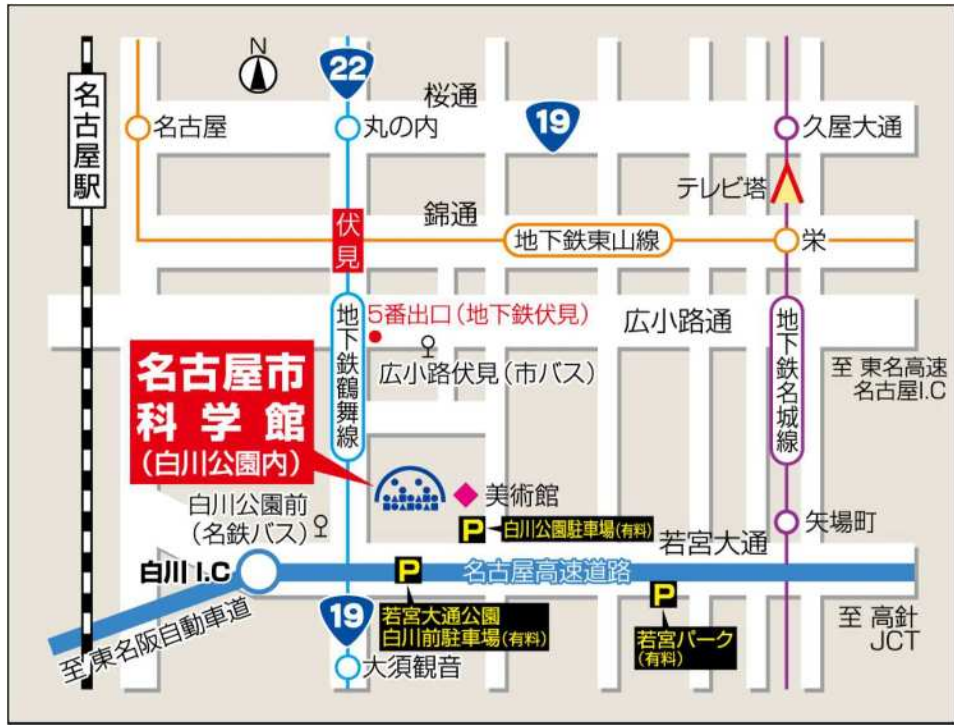 N
22
桜通
19
名古屋駅
名古屋
丸の内
久屋大通
テレビ塔
錦通
伏見
地下鉄東山線
栄
5番出口(地下鉄伏見)
広小路通
地下鉄鶴舞線
地下鉄名城線
広小路伏見(市バス)
至 東名高速
名古屋I.C
名古屋市
科学館
(白川公園内)
美術館
白川公園前
(名鉄バス)
P
白川公園駐車場(有料)
若宮大通
矢場町
白川 I.C
P
名古屋高速道路
P
至 東名阪自動車道
19
若宮大通公園
白川前駐車場(有料)
若宮パーク
(有料)
至 高針
JCT
大須観音